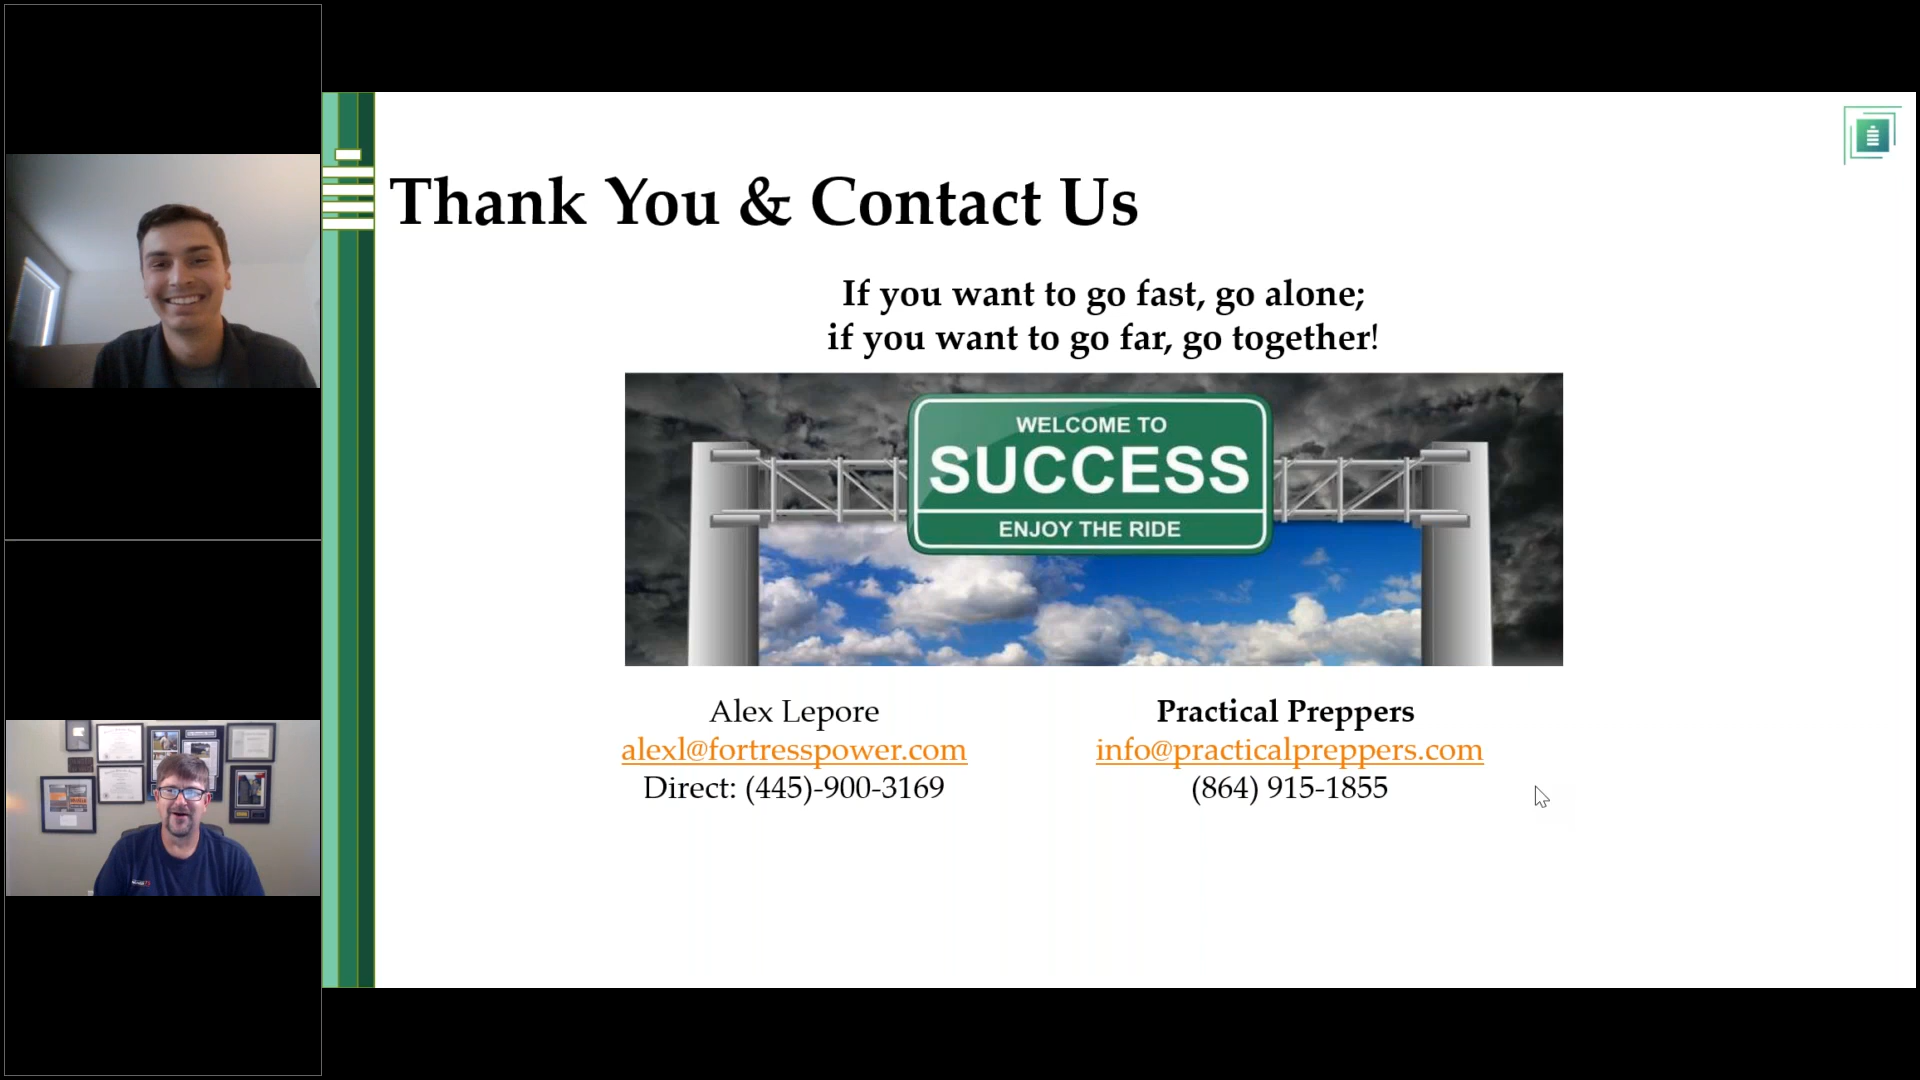 Thank You & Contact Us
If you want to go fast, go alone;
if you want to go far, go together!
WELCOME TO
SUCCESS
ENJOY THE RIDE
Alex Lepore
alexl@fortresspower.com
Direct: (445)-900-3169
Practical Preppers
info@practicalpreppers.com
(864) 915-1855